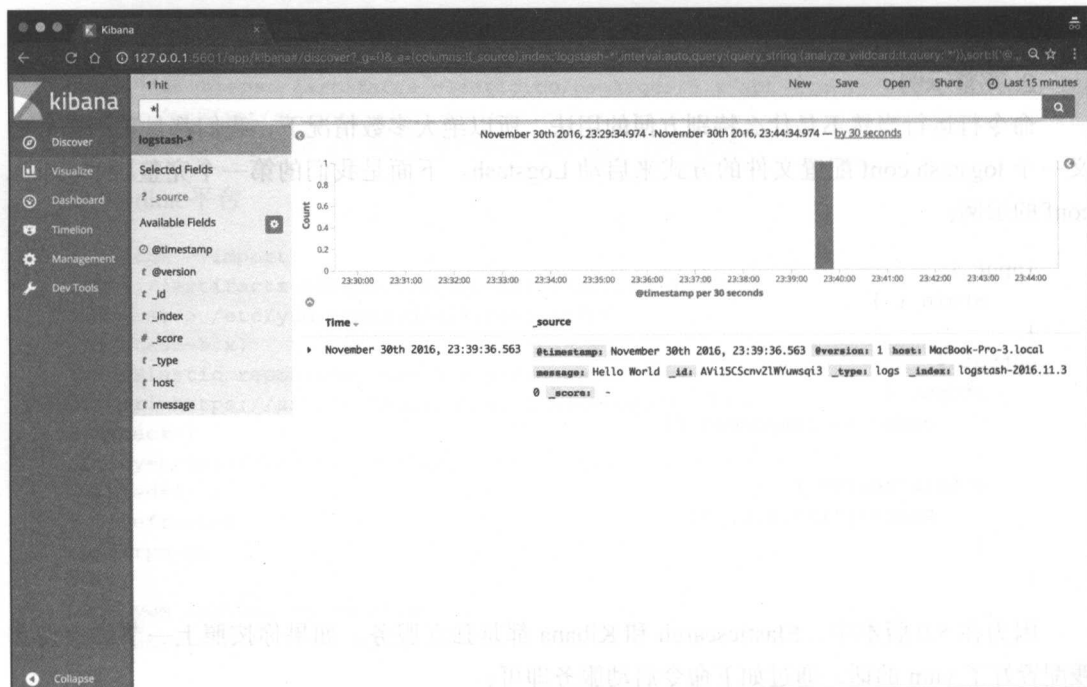 Kibana
127.0.0.1:5601/app/kibana#/discover?_g=()&_a=(columns:!(_source),index:'logstash-*',interval:auto,query:(query_string:(analyze_wildcard:!t,query:'*')),sort:!('@..
kibana
1 hit
New Save Open Share Last 15 minutes
*
Discover
Visualize
Dashboard
Timelion
Management
Dev Tools
Collapse
logstash-*
Selected Fields
? _source
Available Fields
@timestamp
t @version
t _id
t _index
# _score
t _type
t host
t message
November 30th 2016, 23:29:34.974 - November 30th 2016, 23:44:34.974 — by 30 seconds
Count
0.8
0.6
0.4
0.2
0
23:30:00 23:31:00 23:32:00 23:33:00 23:34:00 23:35:00 23:36:00 23:37:00 23:38:00 23:39:00 23:40:00 23:41:00 23:42:00 23:43:00 23:44:00
@timestamp per 30 seconds
Time _source
November 30th 2016, 23:39:36.563 @timestamp: November 30th 2016, 23:39:36.563 @version: 1 host: MacBook-Pro-3.local
message: Hello World _id: AVi15CScnv2lWYuwsqi3 _type: logs _index: logstash-2016.11.3
0 _score: -